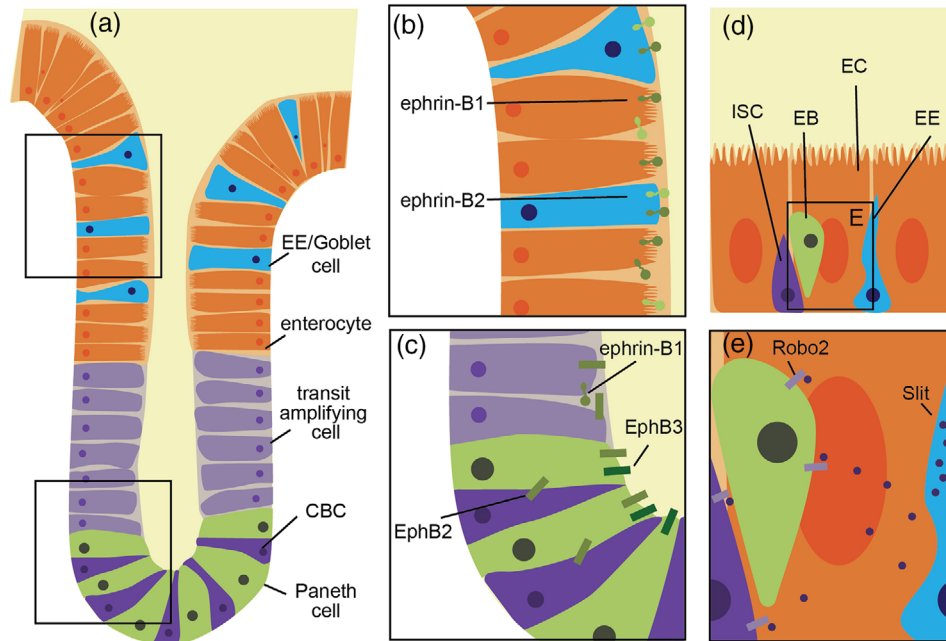 (a)
EE/Goblet
cell
enterocyte
transit
amplifying
cell
CBC
Paneth
cell
(b)
ephrin-B1
ephrin-B2
(c)
ephrin-B1
EphB3
EphB2
(d)
EC
ISC
EB
EE
E
(e)
Robo2
Slit